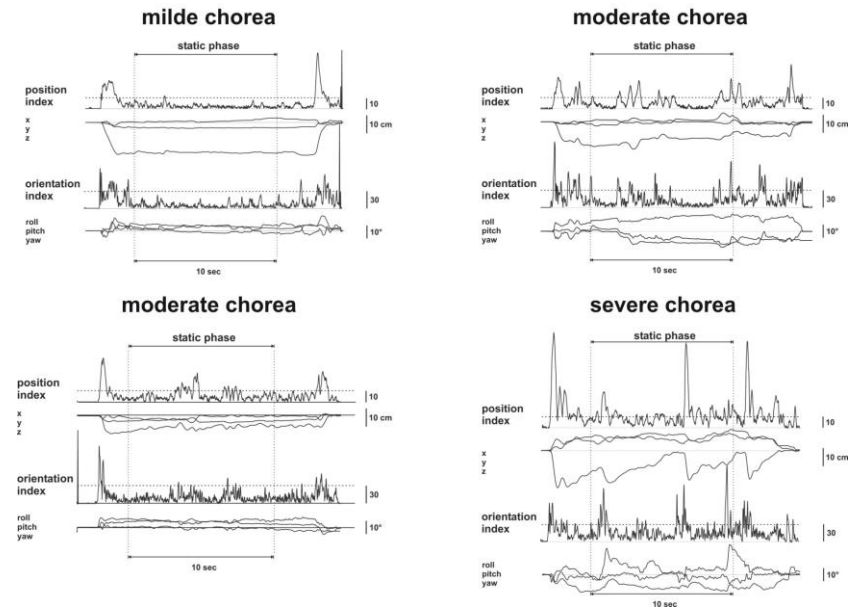 milde chorea
static phase
position
index
10
x
y
z
10 cm
orientation
index
30
roll
pitch
yaw
10°
10 sec
moderate chorea
static phase
position
index
10
x
y
z
10 cm
orientation
index
30
roll
pitch
yaw
10°
10 sec
moderate chorea
static phase
position
index
10
x
y
z
10 cm
orientation
index
30
roll
pitch
yaw
10°
10 sec
severe chorea
static phase
position
index
10
x
y
z
10 cm
orientation
index
30
roll
pitch
yaw
10°
10 sec